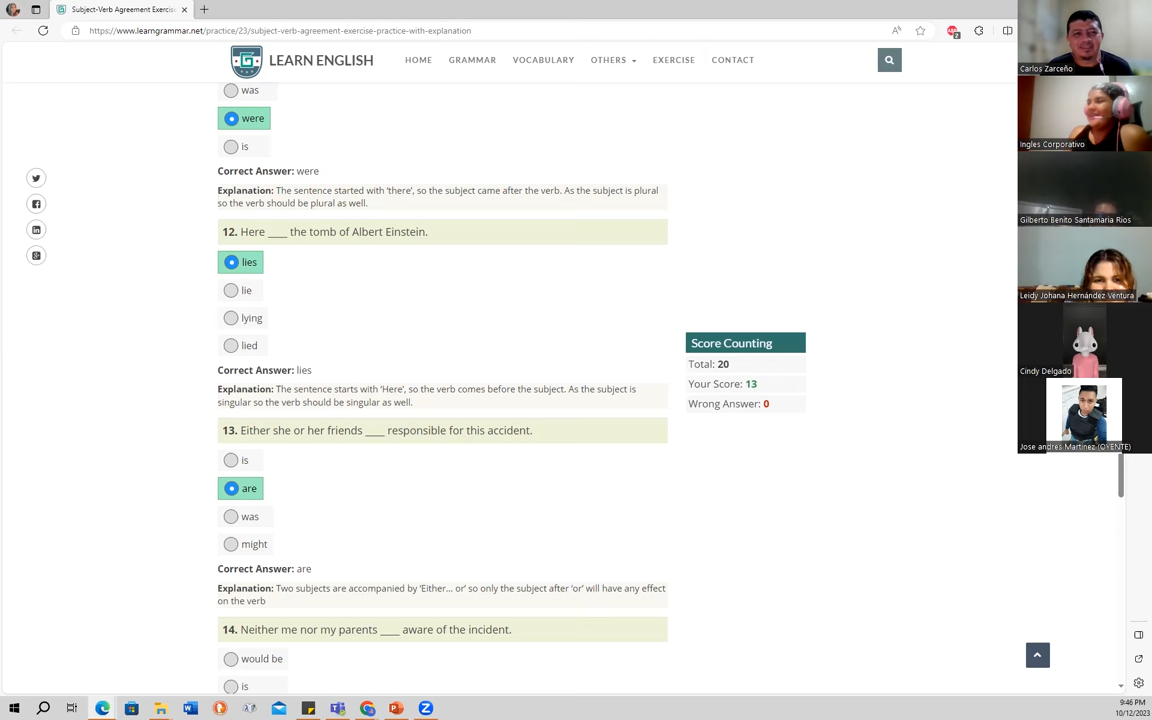 Subject-Verb Agreement Exercis
https://www.learngrammar.net/practice/23/subject-verb-agreement-exercise-practice-with-explanation
LEARN ENGLISH
HOME GRAMMAR VOCABULARY OTHERS EXERCISE CONTACT
was
were
is
Correct Answer: were
Explanation: The sentence started with ‘there’, so the subject came after the verb. As the subject is plural
so the verb should be plural as well.
12. Here ____ the tomb of Albert Einstein.
lies
lie
lying
lied
Correct Answer: lies
Explanation: The sentence starts with ‘Here’, so the verb comes before the subject. As the subject is
singular so the verb should be singular as well.
13. Either she or her friends ____ responsible for this accident.
is
are
was
might
Correct Answer: are
Explanation: Two subjects are accompanied by ‘Either... or’ so only the subject after ‘or’ will have any effect
on the verb
14. Neither me nor my parents ____ aware of the incident.
would be
is
Score Counting
Total: 20
Your Score: 13
Wrong Answer: 0
Carlos Zarceño
Ingles Corporativo
Gilberto Benito Santamaria Rios
Leidy Johana Hernández Ventura
Cindy Delgado
Jose andres Martinez (OYENTE)
9:46 PM
10/12/2023